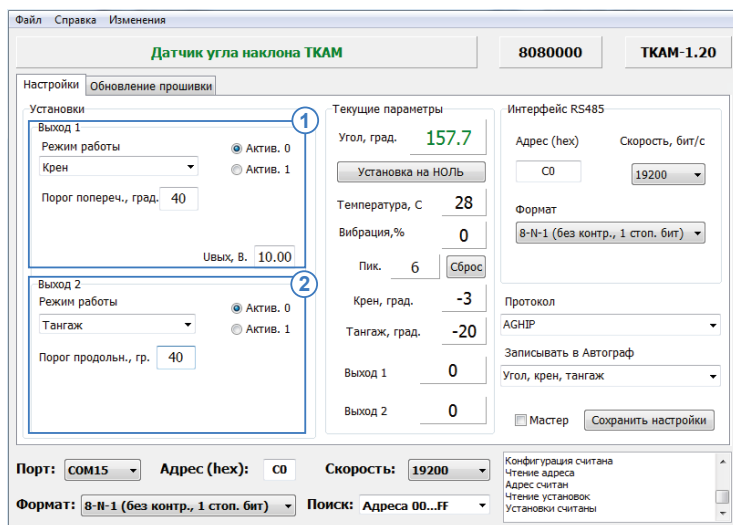 Файл Справка Изменения
Датчик угла наклона ТКАМ
8080000
ТКАМ-1.20
Настройки Обновление прошивки
Установки
1
Выход 1
Режим работы
Актив. 0
Крен
Актив. 1
Порог попереч., град. 40
Uвых, В. 10.00
2
Выход 2
Режим работы
Актив. 0
Тангаж
Актив. 1
Порог продольн., гр. 40
Текущие параметры
Угол, град. 157.7
Установка на НОЛЬ
Температура, С 28
Вибрация,% 0
Пик. 6 Сброс
Крен, град. -3
Тангаж, град. -20
Выход 1 0
Выход 2 0
Интерфейс RS485
Адрес (hex) Скорость, бит/с
C0 19200
Формат
8-N-1 (без контр., 1 стоп. бит)
Протокол
AGHIP
Записывать в Автограф
Угол, крен, тангаж
Мастер Сохранить настройки
Порт: COM15 Адрес (hex): C0 Скорость: 19200
Формат: 8-N-1 (без контр., 1 стоп. бит) Поиск: Адреса 00..FF
Конфигурация считана
Чтение адреса
Адрес считан
Чтение установок
Установки считаны